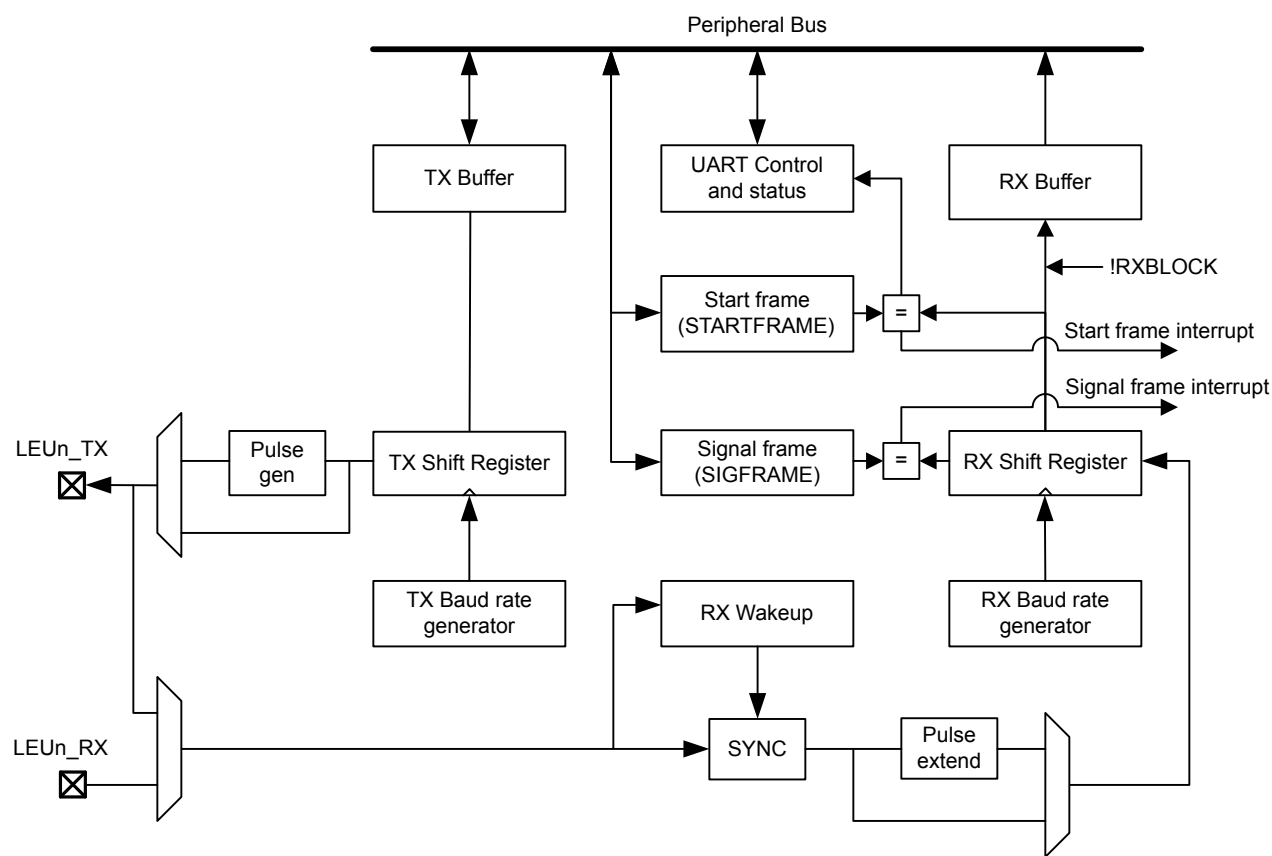 Peripheral Bus
TX Buffer
UART Control
and status
RX Buffer
!RXBLOCK
Start frame
(STARTFRAME)
=
Start frame interrupt
Signal frame interrupt
LEUn_TX
Pulse
gen
TX Shift Register
Signal frame
(SIGFRAME)
=
RX Shift Register
TX Baud rate
generator
RX Wakeup
RX Baud rate
generator
LEUn_RX
SYNC
Pulse
extend